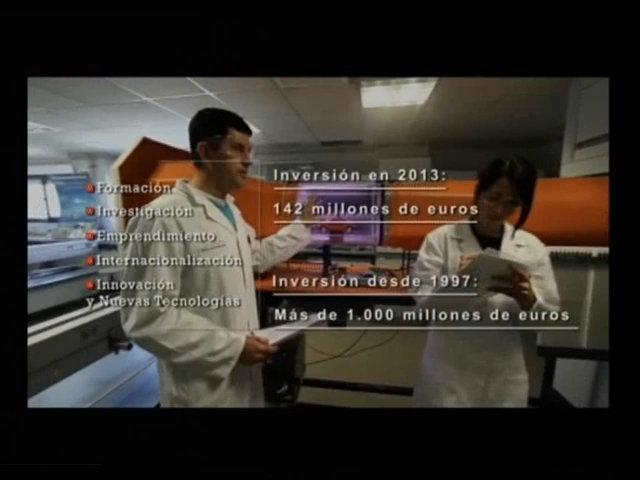 Formación
Investigación
Emprendimiento
Internacionalización
Innovación
y Nuevas Tecnologías
Inversión en 2013:
142 millones de euros
Inversión desde 1997:
Más de 1.000 millones de euros